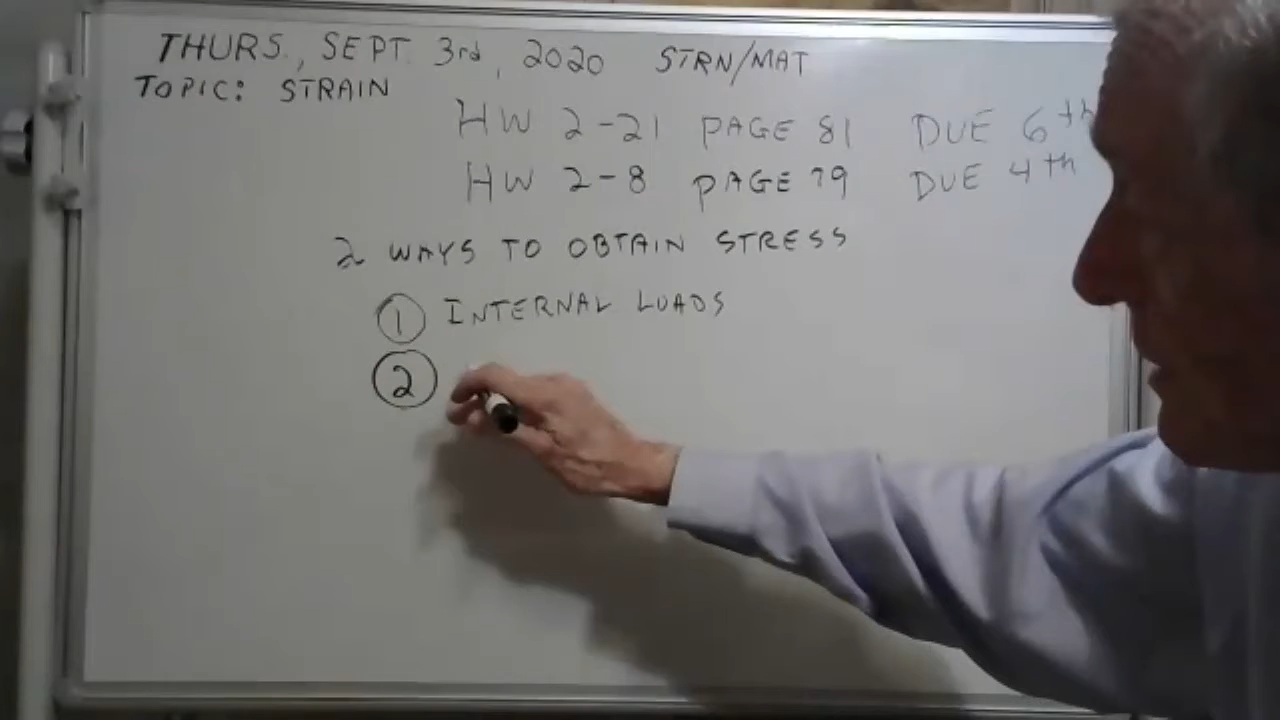 THURS., SEPT. 3rd, 2020 STRN/MAT
TOPIC: STRAIN
HW 2-21 PAGE 81 DUE 6th
HW 2-8 PAGE 79 DUE 4th
2 WAYS TO OBTAIN STRESS
1 INTERNAL LOADS
2